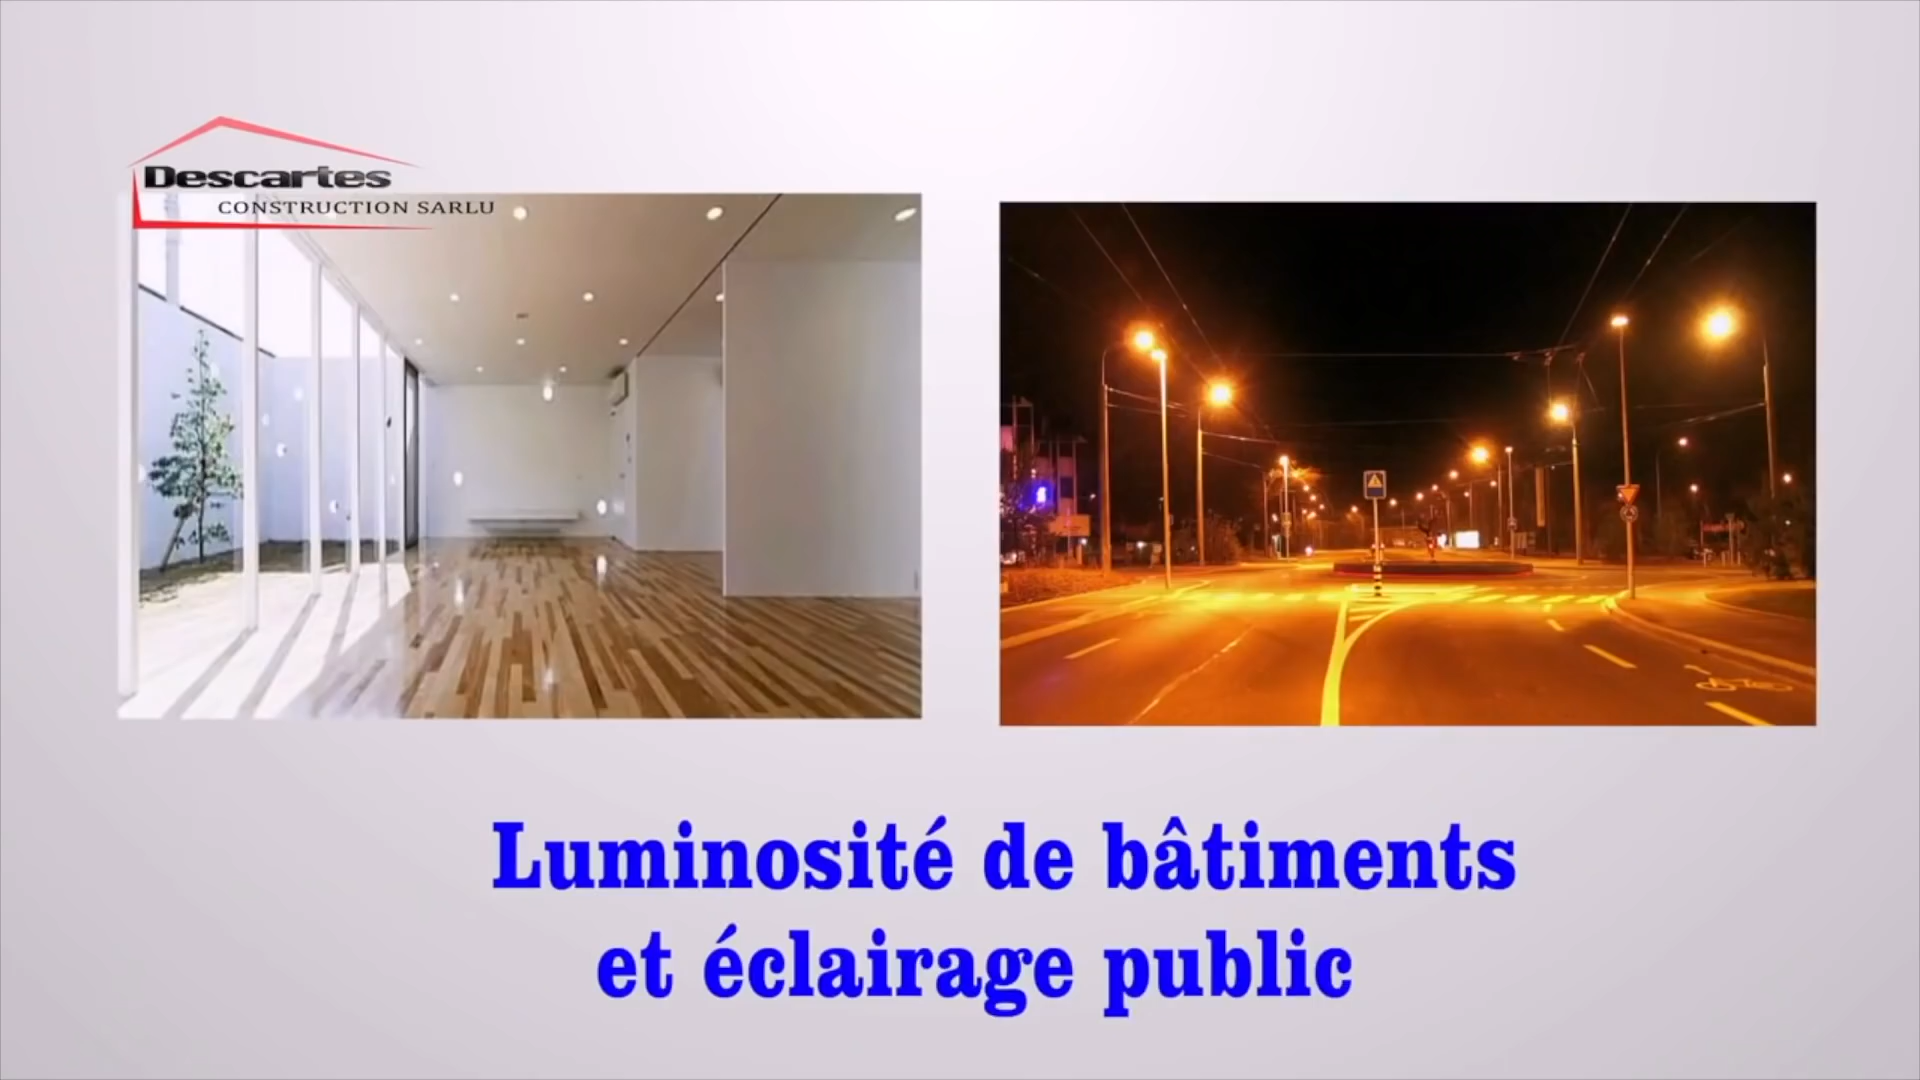 Descartes
CONSTRUCTION SARLU
Luminosité de bâtiments
et éclairage public